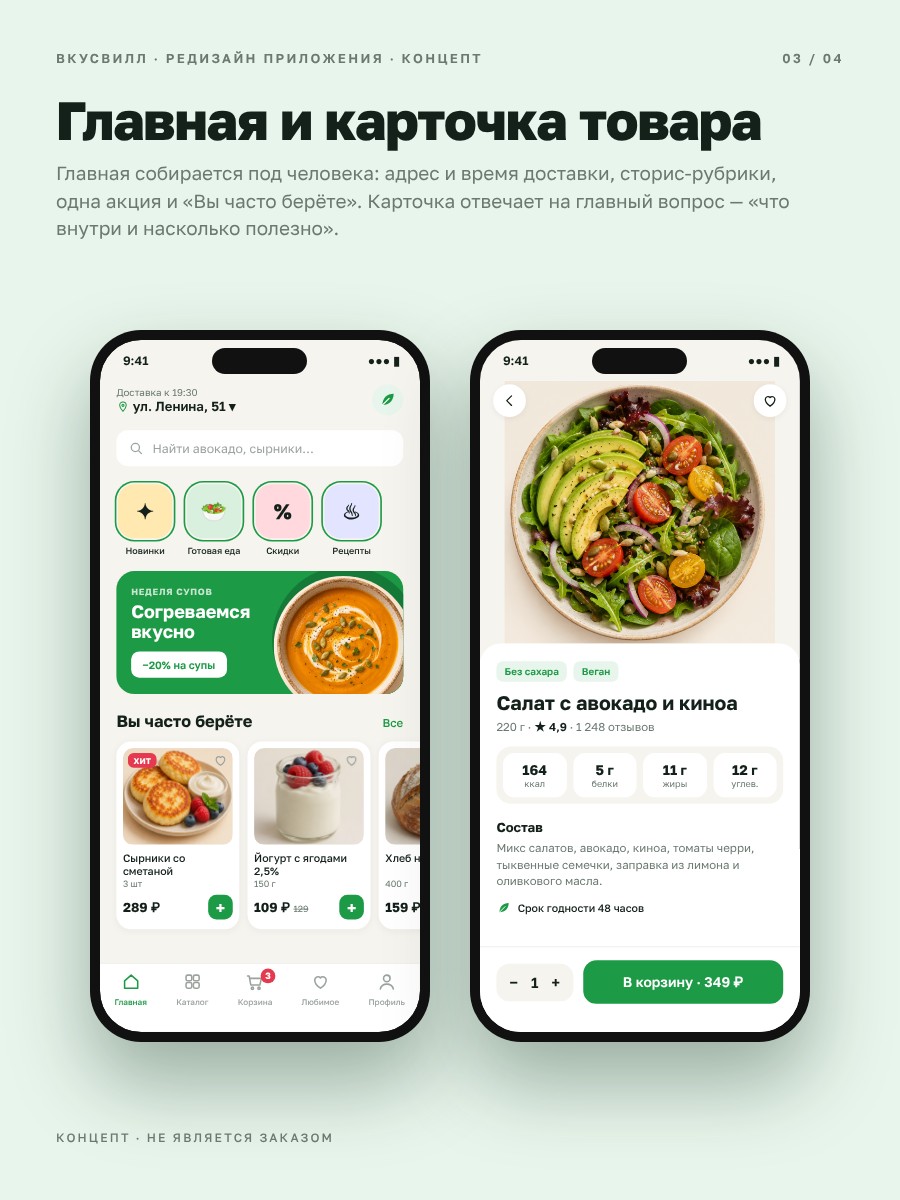 ВКУСВИЛЛ · РЕДИЗАЙН ПРИЛОЖЕНИЯ · КОНЦЕПТ
03 / 04
Главная и карточка товара
Главная собирается под человека: адрес и время доставки, сторис-рубрики,
одна акция и «Вы часто берёте». Карточка отвечает на главный вопрос — «что
внутри и насколько полезно».
9:41
Доставка к 19:30
ул. Ленина, 51 ▾
Найти авокадо, сырники…
%
Новинки
Готовая еда
Скидки
Рецепты
НЕДЕЛЯ СУПОВ
Согреваемся
вкусно
−20% на супы
Вы часто берёте
Все
ХИТ
Сырники со
сметаной
3 шт
289 ₽
+
Йогурт с ягодами
2,5%
150 г
109 ₽ 129
+
Хлеб н
400 г
159 ₽
3
Главная
Каталог
Корзина
Любимое
Профиль
9:41
Без сахара
Веган
Салат с авокадо и киноа
220 г · ★ 4,9 · 1 248 отзывов
164
ккал
5 г
белки
11 г
жиры
12 г
углев.
Состав
Микс салатов, авокадо, киноа, томаты черри,
тыквенные семечки, заправка из лимона и
оливкового масла.
Срок годности 48 часов
− 1 +
В корзину · 349 ₽
КОНЦЕПТ · НЕ ЯВЛЯЕТСЯ ЗАКАЗОМ